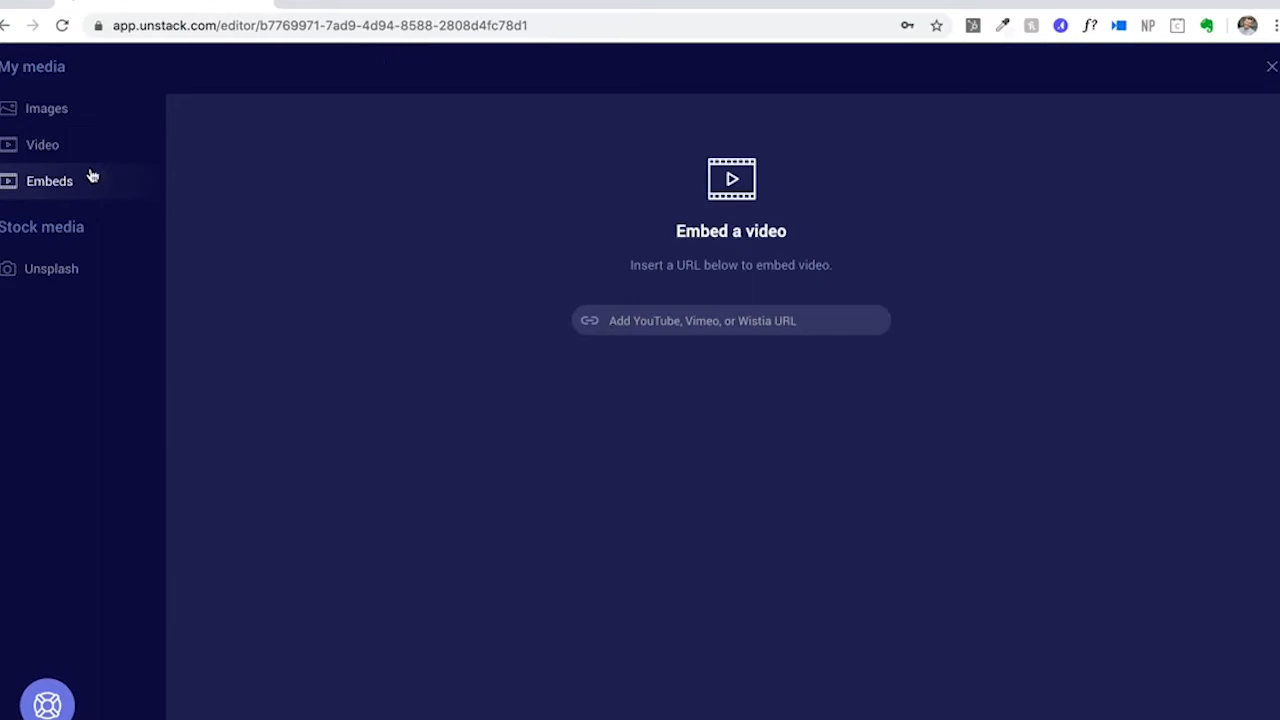 app.unstack.com/editor/b7769971-7ad9-4d94-8588-2808d4fc78d1
f?
NP
My media
Images
Video
Embeds
Stock media
Unsplash
Embed a video
Insert a URL below to embed video.
Add YouTube, Vimeo, or Wistia URL